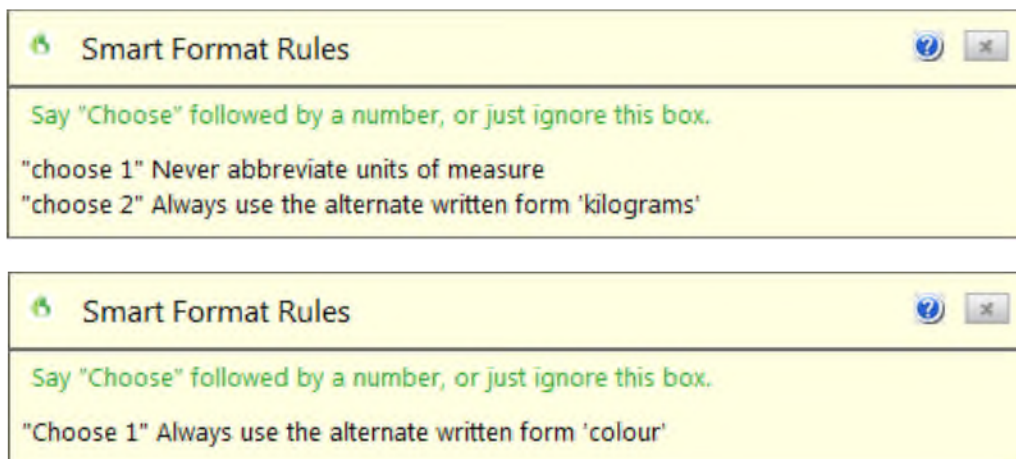 Smart Format Rules
Say "Choose" followed by a number, or just ignore this box.
"choose 1" Never abbreviate units of measure
"choose 2" Always use the alternate written form 'kilograms'
Smart Format Rules
Say "Choose" followed by a number, or just ignore this box.
"Choose 1" Always use the alternate written form 'colour'